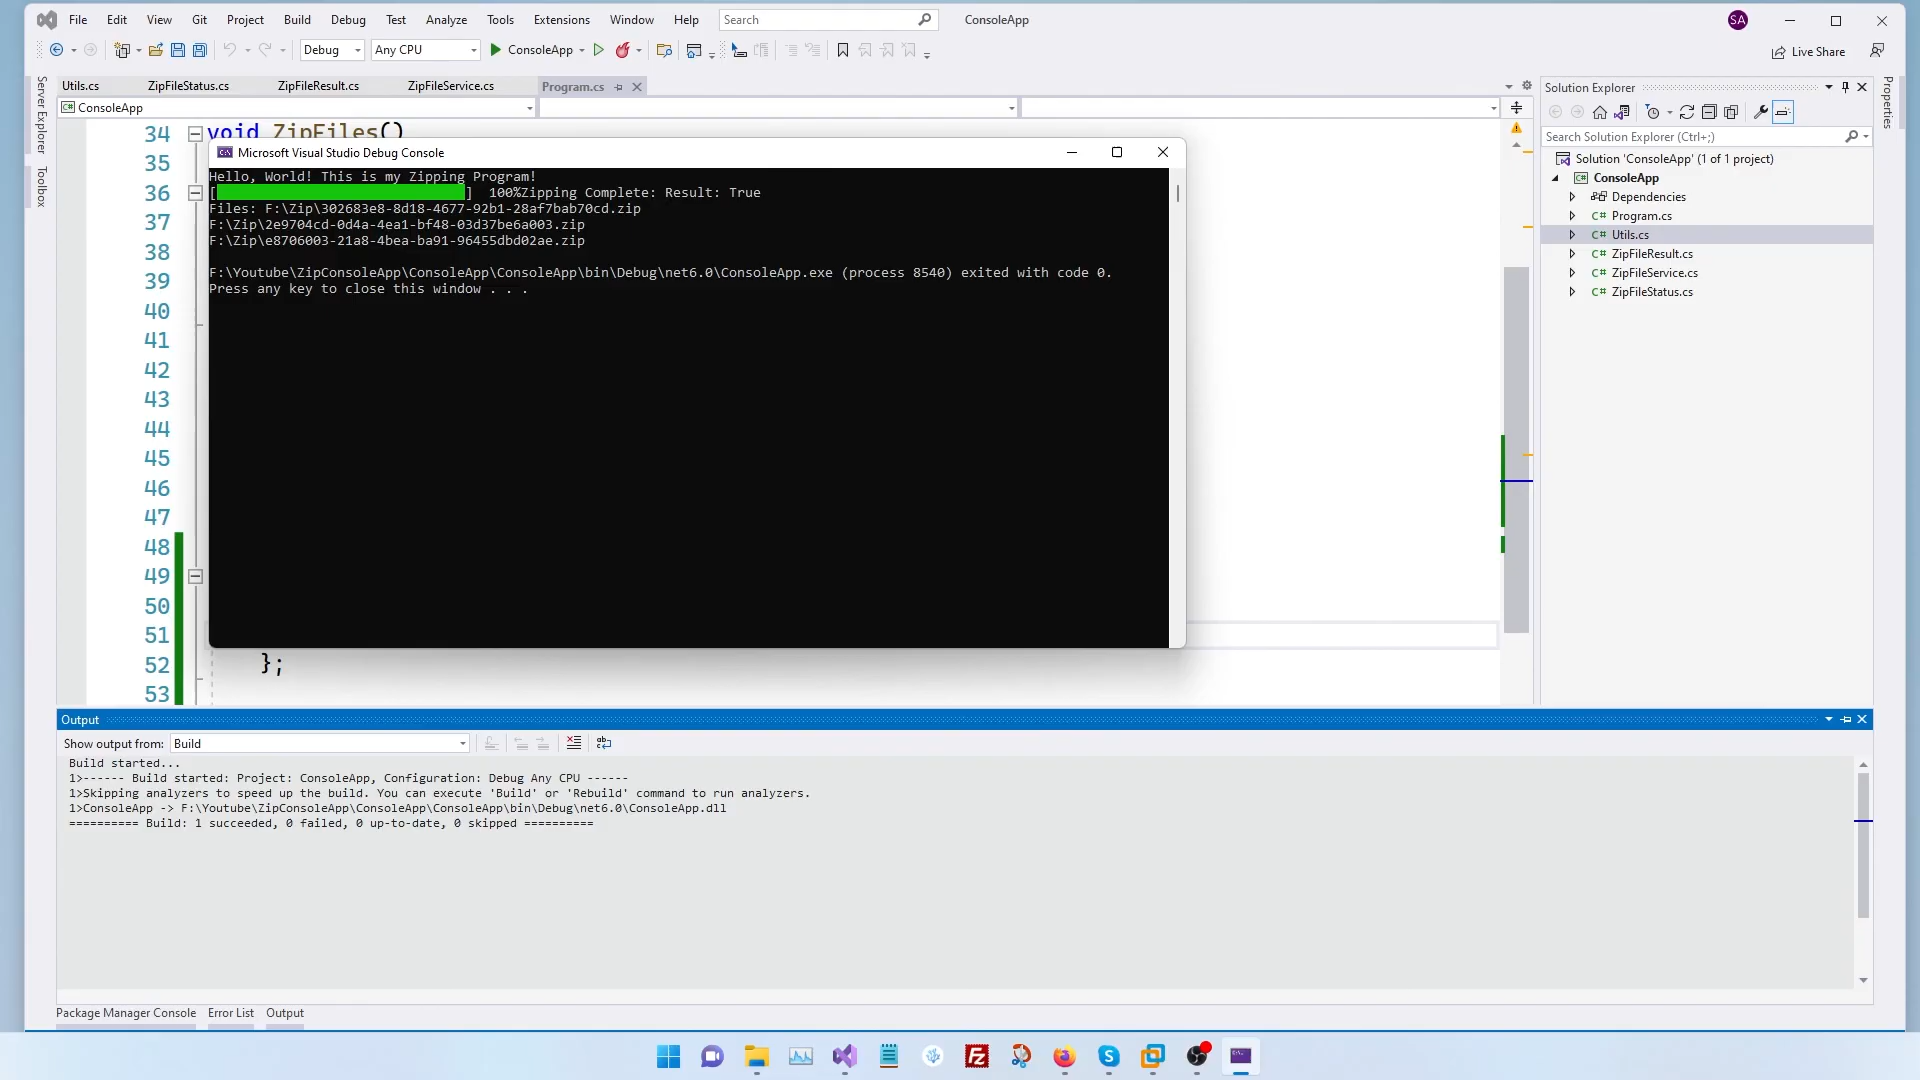 File Edit View Git Project Build Debug Test Analyze Tools Extensions Window Help Search ConsoleApp SA
Debug Any CPU ConsoleApp Live Share
Utils.cs ZipFileStatus.cs ZipFileResult.cs ZipFileService.cs Program.cs
ConsoleApp
Server Explorer
Toolbox
34 void ZipFiles()
35
36
37
38
39
40
41
42
43
44
45
46
47
48
49
50
51
52 };
53
Microsoft Visual Studio Debug Console
Hello, World! This is my Zipping Program!
[ ] 100%Zipping Complete: Result: True
Files: F:\Zip\302683e8-8d18-4677-92b1-28af7bab70cd.zip
F:\Zip\2e9704cd-0d4a-4ea1-bf48-03d37be6a003.zip
F:\Zip\e8706003-21a8-4bea-ba91-96455dbd02ae.zip
F:\Youtube\ZipConsoleApp\ConsoleApp\ConsoleApp\bin\Debug\net6.0\ConsoleApp.exe (process 8540) exited with code 0.
Press any key to close this window . . .
Solution Explorer
Search Solution Explorer (Ctrl+;)
Solution 'ConsoleApp' (1 of 1 project)
C# ConsoleApp
Dependencies
C# Program.cs
C# Utils.cs
C# ZipFileResult.cs
C# ZipFileService.cs
C# ZipFileStatus.cs
Properties
Output
Show output from: Build
Build started...
1>------ Build started: Project: ConsoleApp, Configuration: Debug Any CPU ------
1>Skipping analyzers to speed up the build. You can execute 'Build' or 'Rebuild' command to run analyzers.
1>ConsoleApp -> F:\Youtube\ZipConsoleApp\ConsoleApp\ConsoleApp\bin\Debug\net6.0\ConsoleApp.dll
========== Build: 1 succeeded, 0 failed, 0 up-to-date, 0 skipped ==========
Package Manager Console Error List Output